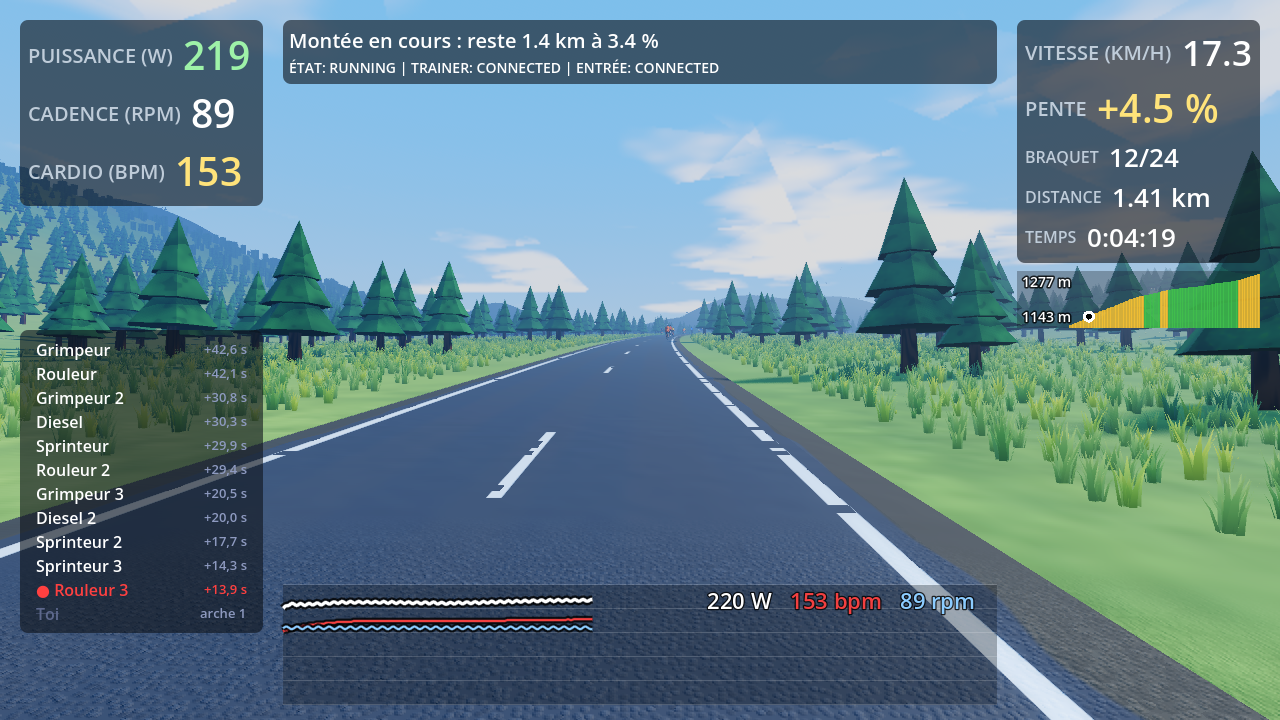 PUISSANCE (W) 219
CADENCE (RPM) 89
CARDIO (BPM) 153
Montée en cours : reste 1.4 km à 3.4 %
ÉTAT: RUNNING | TRAINER: CONNECTED | ENTRÉE: CONNECTED
VITESSE (KM/H) 17.3
PENTE +4.5 %
BRAQUET 12/24
DISTANCE 1.41 km
TEMPS 0:04:19
1277 m
1143 m
Grimpeur +42,6 s
Rouleur +42,1 s
Grimpeur 2 +30,8 s
Diesel +30,3 s
Sprinteur +29,9 s
Rouleur 2 +29,4 s
Grimpeur 3 +20,5 s
Diesel 2 +20,0 s
Sprinteur 2 +17,7 s
Sprinteur 3 +14,3 s
Rouleur 3 +13,9 s
Toi arche 1
220 W 153 bpm 89 rpm